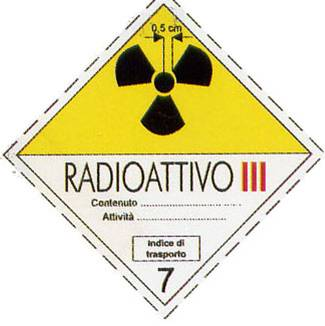 0,5 cm
RADIOATTIVO III
Contenuto ............................
Attività ............................
Indice di
trasporto
7